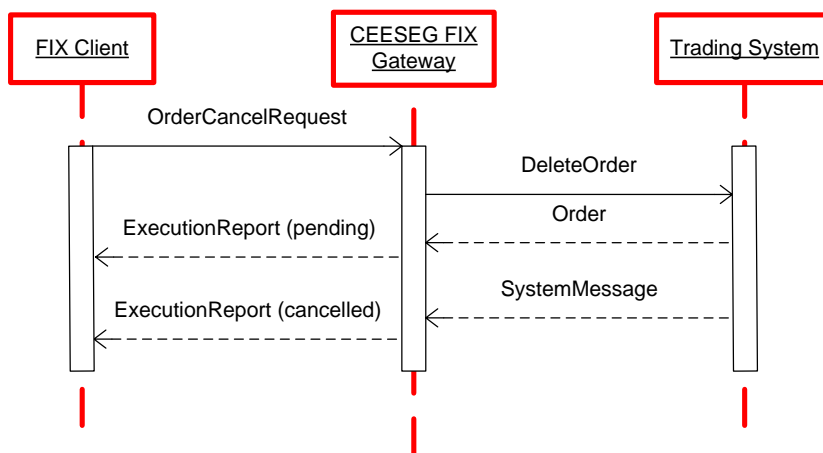 FIX Client
CEESEG FIX
Gateway
Trading System
OrderCancelRequest
DeleteOrder
Order
ExecutionReport (pending)
SystemMessage
ExecutionReport (cancelled)